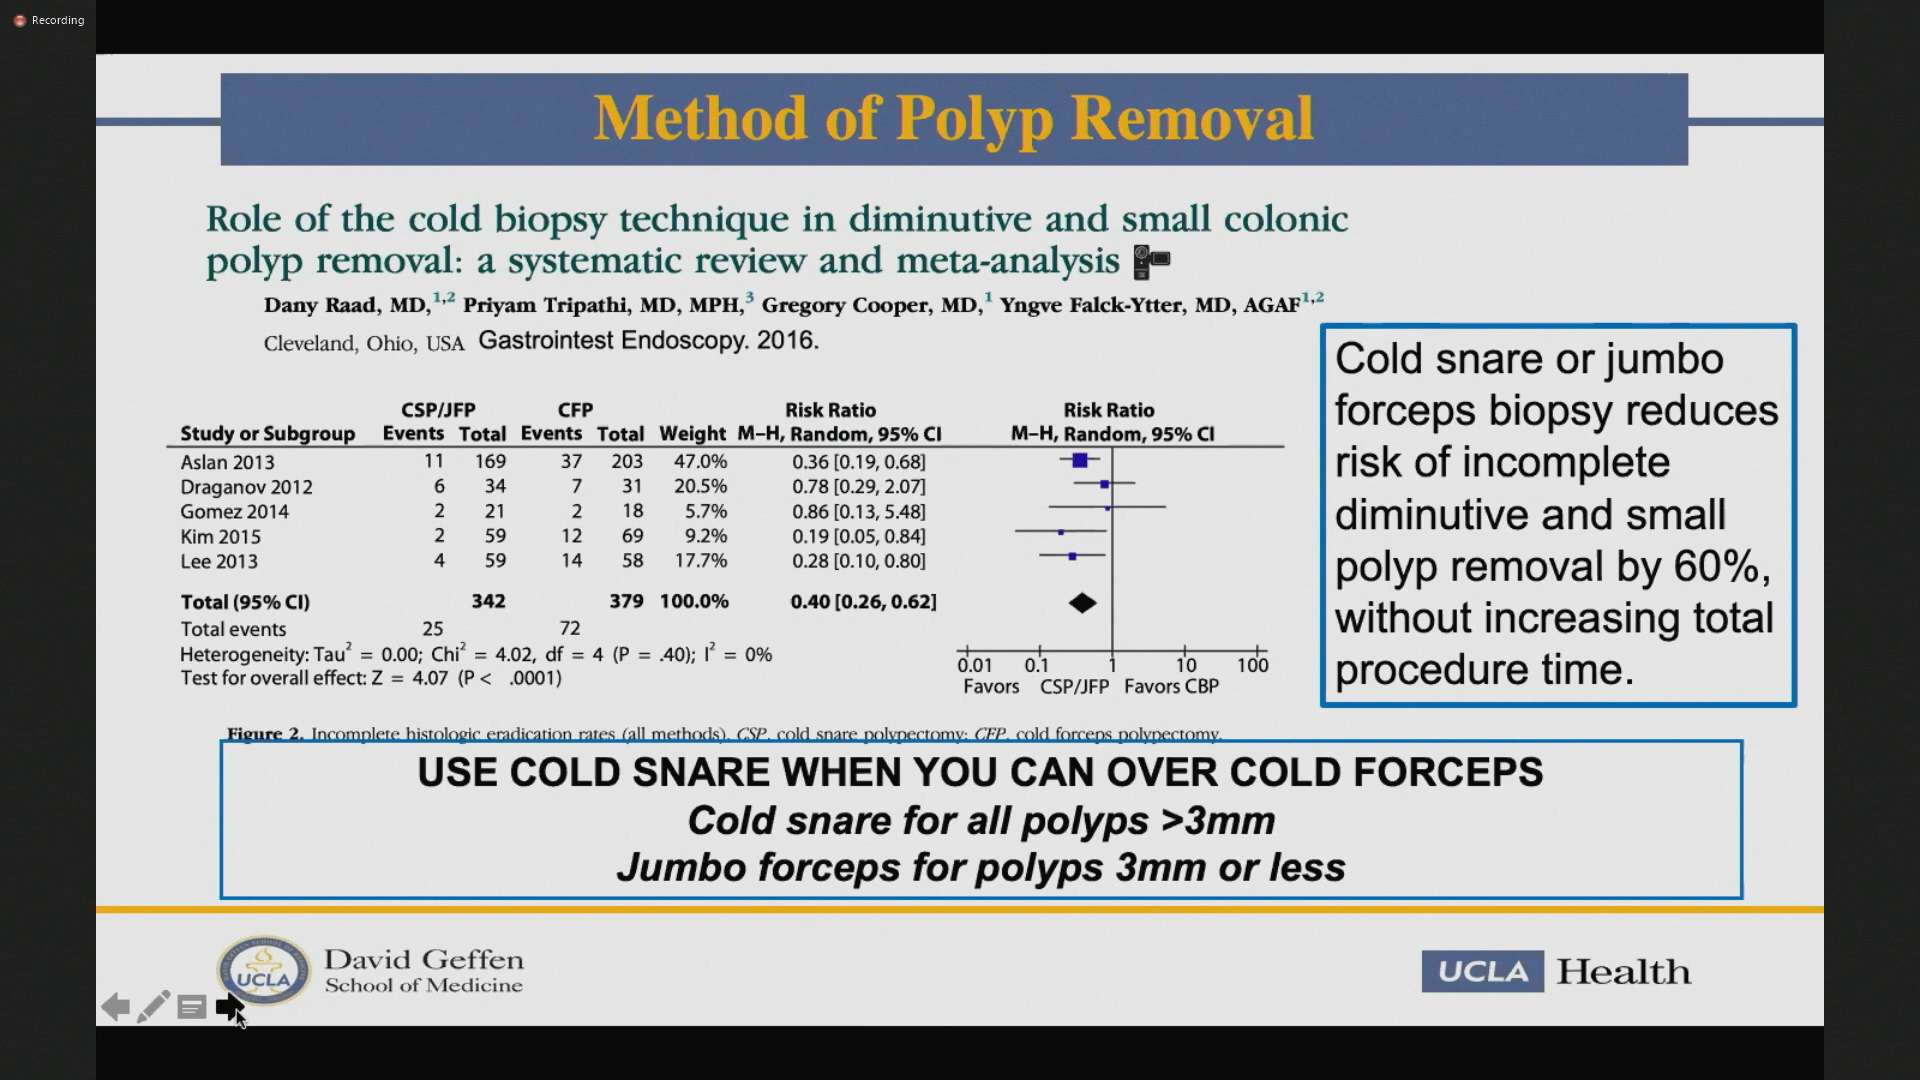 Recording
Method of Polyp Removal
Role of the cold biopsy technique in diminutive and small colonic
polyp removal: a systematic review and meta-analysis
Dany Raad, MD,1,2 Priyam Tripathi, MD, MPH,3 Gregory Cooper, MD,1 Yngve Falck-Ytter, MD, AGAF1,2
Cleveland, Ohio, USA Gastrointest Endoscopy. 2016.
CSP/JFP CFP Risk Ratio Risk Ratio
Study or Subgroup Events Total Events Total Weight M–H, Random, 95% CI M–H, Random, 95% CI
Aslan 2013 11 169 37 203 47.0% 0.36 [0.19, 0.68]
Draganov 2012 6 34 7 31 20.5% 0.78 [0.29, 2.07]
Gomez 2014 2 21 2 18 5.7% 0.86 [0.13, 5.48]
Kim 2015 2 59 12 69 9.2% 0.19 [0.05, 0.84]
Lee 2013 4 59 14 58 17.7% 0.28 [0.10, 0.80]
Total (95% CI) 342 379 100.0% 0.40 [0.26, 0.62]
Total events 25 72
Heterogeneity: Tau2 = 0.00; Chi2 = 4.02, df = 4 (P = .40); I2 = 0%
Test for overall effect: Z = 4.07 (P < .0001)
0.01 0.1 1 10 100
Favors CSP/JFP Favors CBP
Figure 2. Incomplete histologic eradication rates (all methods). CSP, cold snare polypectomy; CFP, cold forceps polypectomy.
Cold snare or jumbo
forceps biopsy reduces
risk of incomplete
diminutive and small
polyp removal by 60%,
without increasing total
procedure time.
USE COLD SNARE WHEN YOU CAN OVER COLD FORCEPS
Cold snare for all polyps >3mm
Jumbo forceps for polyps 3mm or less
UCLA
David Geffen
School of Medicine
UCLA Health